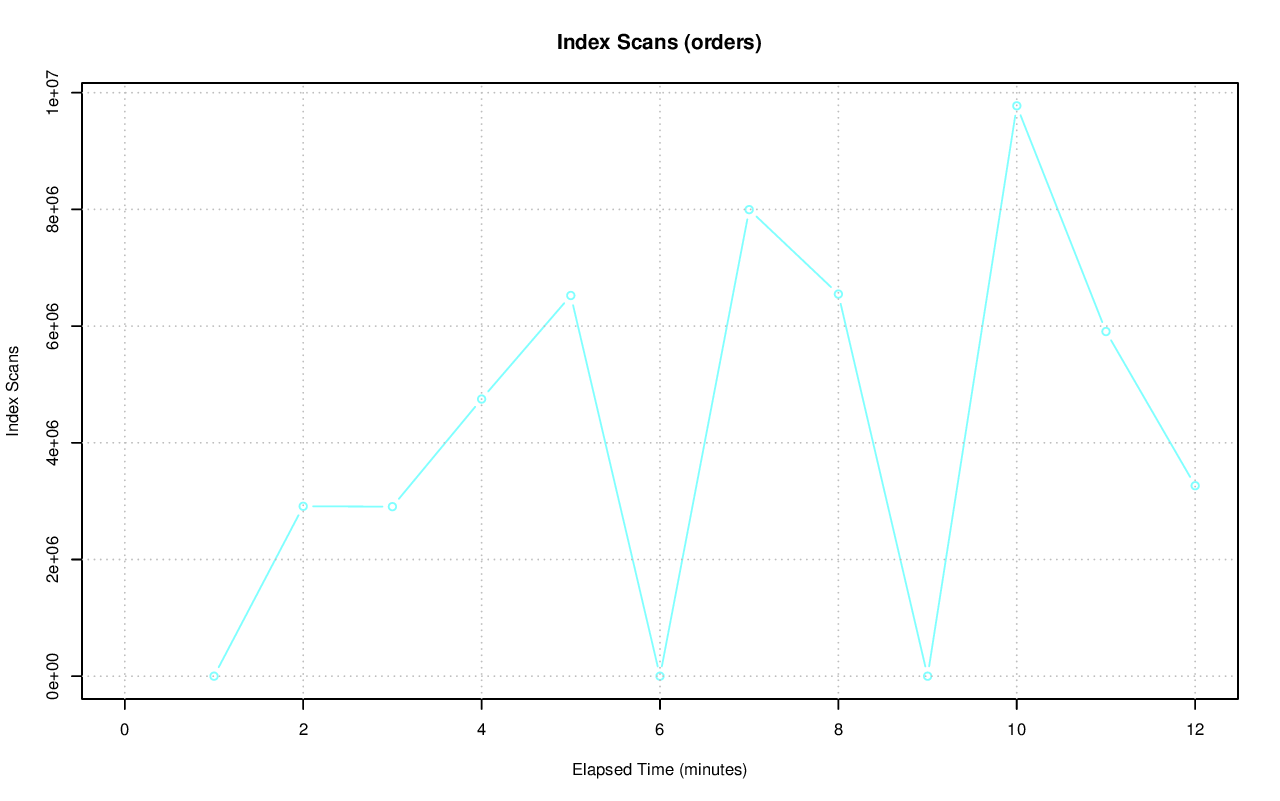 Index Scans (orders)
1e+07
8e+06
6e+06
4e+06
2e+06
0e+00
Index Scans
0 2 4 6 8 10 12
Elapsed Time (minutes)